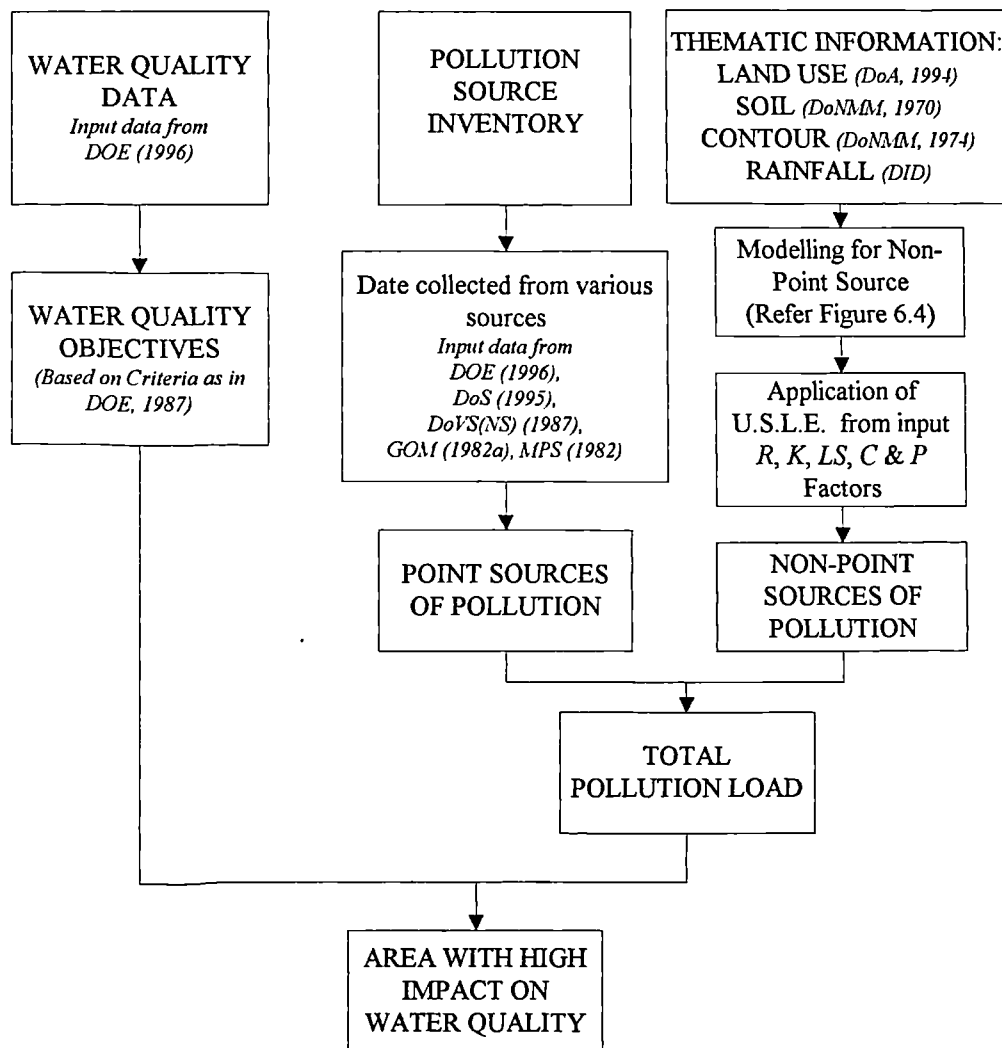 WATER QUALITY
DATA
Input data from
DOE (1996)
POLLUTION
SOURCE
INVENTORY
THEMATIC INFORMATION:
LAND USE (DoA, 1994)
SOIL (DoNMM, 1970)
CONTOUR (DoNMM, 1974)
RAINFALL (DID)
WATER QUALITY
OBJECTIVES
(Based on Criteria as in
DOE, 1987)
Date collected from various
sources
Input data from
DOE (1996),
DoS (1995),
DoVS(NS) (1987),
GOM (1982a), MPS (1982)
Modelling for Non-
Point Source
(Refer Figure 6.4)
Application of
U.S.L.E. from input
R, K, LS, C & P
Factors
POINT SOURCES
OF POLLUTION
NON-POINT
SOURCES OF
POLLUTION
TOTAL
POLLUTION LOAD
AREA WITH HIGH
IMPACT ON
WATER QUALITY